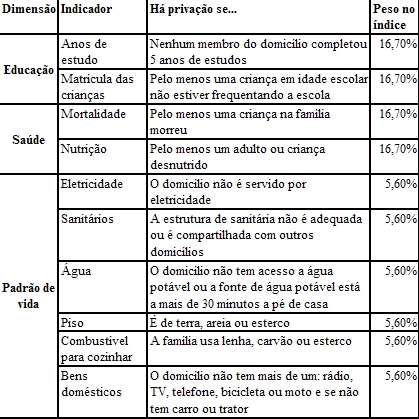 Dimensão Indicador Há privação se... Peso no
índice
Educação
Anos de Nenhum membro do domicílio completou 16,70%
estudo 5 anos de estudos
Matricula das Pelo menos uma criança em idade escolar 16,70%
crianças não estiver frequentando a escola
Saúde
Mortalidade Pelo menos uma criança na família 16,70%
morreu
Nutrição Pelo menos um adulto ou criança 16,70%
desnutrido
Padrão de
vida
Eletricidade O domicílio não é servido por 5,60%
eletricidade
Sanitários A estrutura de sanitária não é adequada 5,60%
ou é compartilhada com outros
domicílios
Água O domicílio não tem acesso a água 5,60%
potável ou a fonte de água potável está
a mais de 30 minutos a pé de casa
Piso É de terra, areia ou esterco 5,60%
Combustível A família usa lenha, carvão ou esterco 5,60%
para cozinhar
Bens O domicílio não tem mais de um: rádio, 5,60%
domésticos TV, telefone, bicicleta ou moto e se não
tem carro ou trator